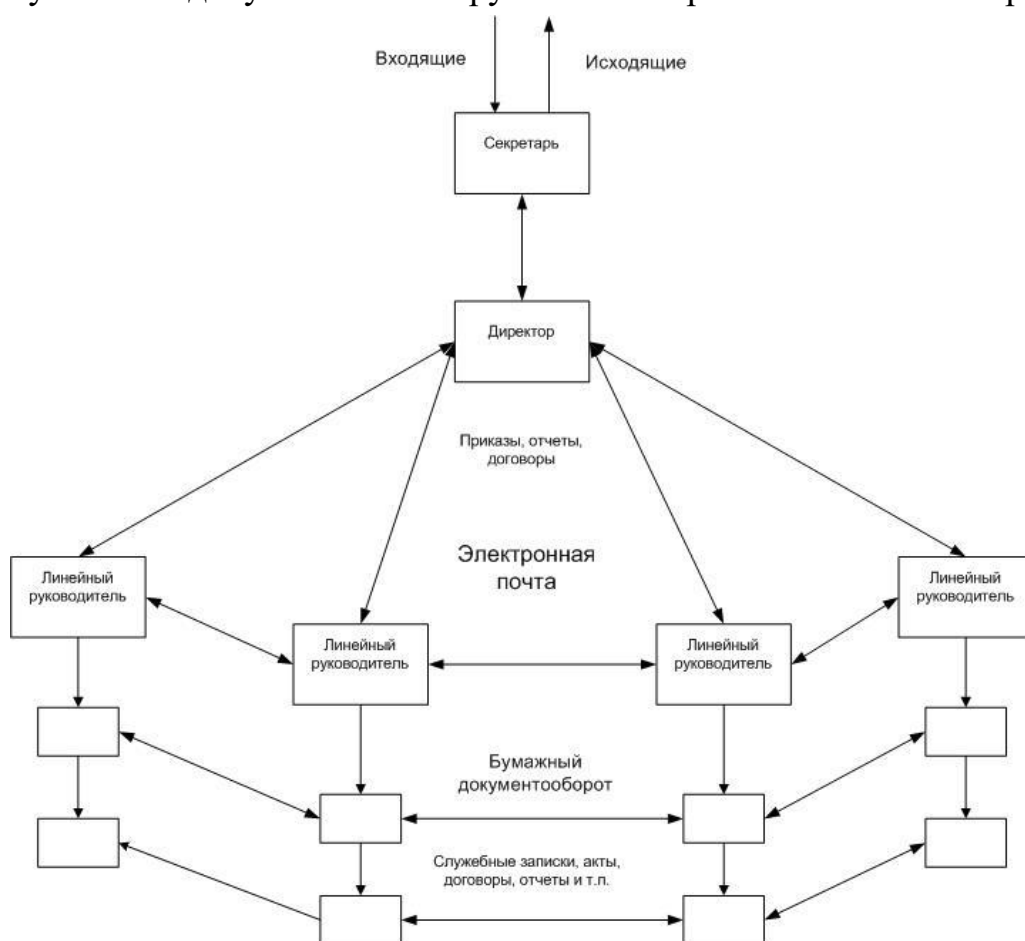 Входящие
Исходящие
Секретарь
Директор
Приказы, отчеты,
договоры
Электронная
почта
Линейный
руководитель
Линейный
руководитель
Линейный
руководитель
Линейный
руководитель
Бумажный
документооборот
Служебные записки, акты,
договоры, отчеты и т.п.